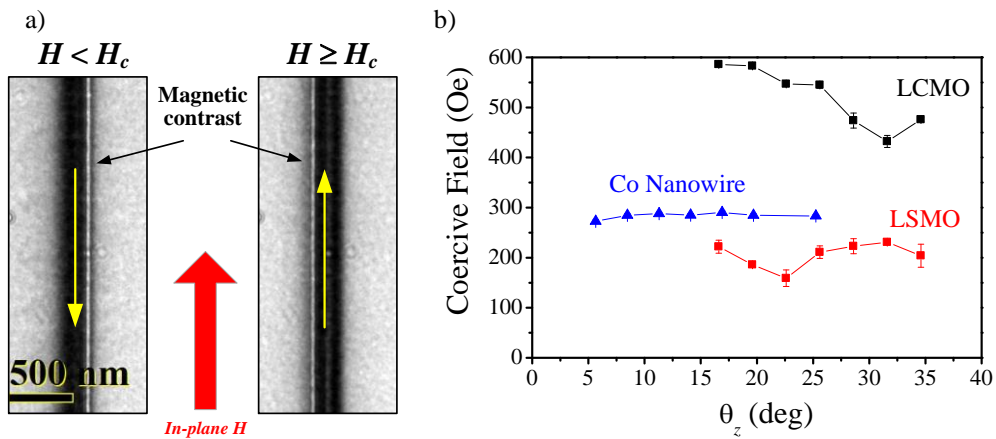 a)
H < Hc
H ≥ Hc
Magnetic
contrast
500 nm
In-plane H
b)
600
500
400
300
200
100
0
Coercive Field (Oe)
LCMO
Co Nanowire
LSMO
0 5 10 15 20 25 30 35 40
θz (deg)